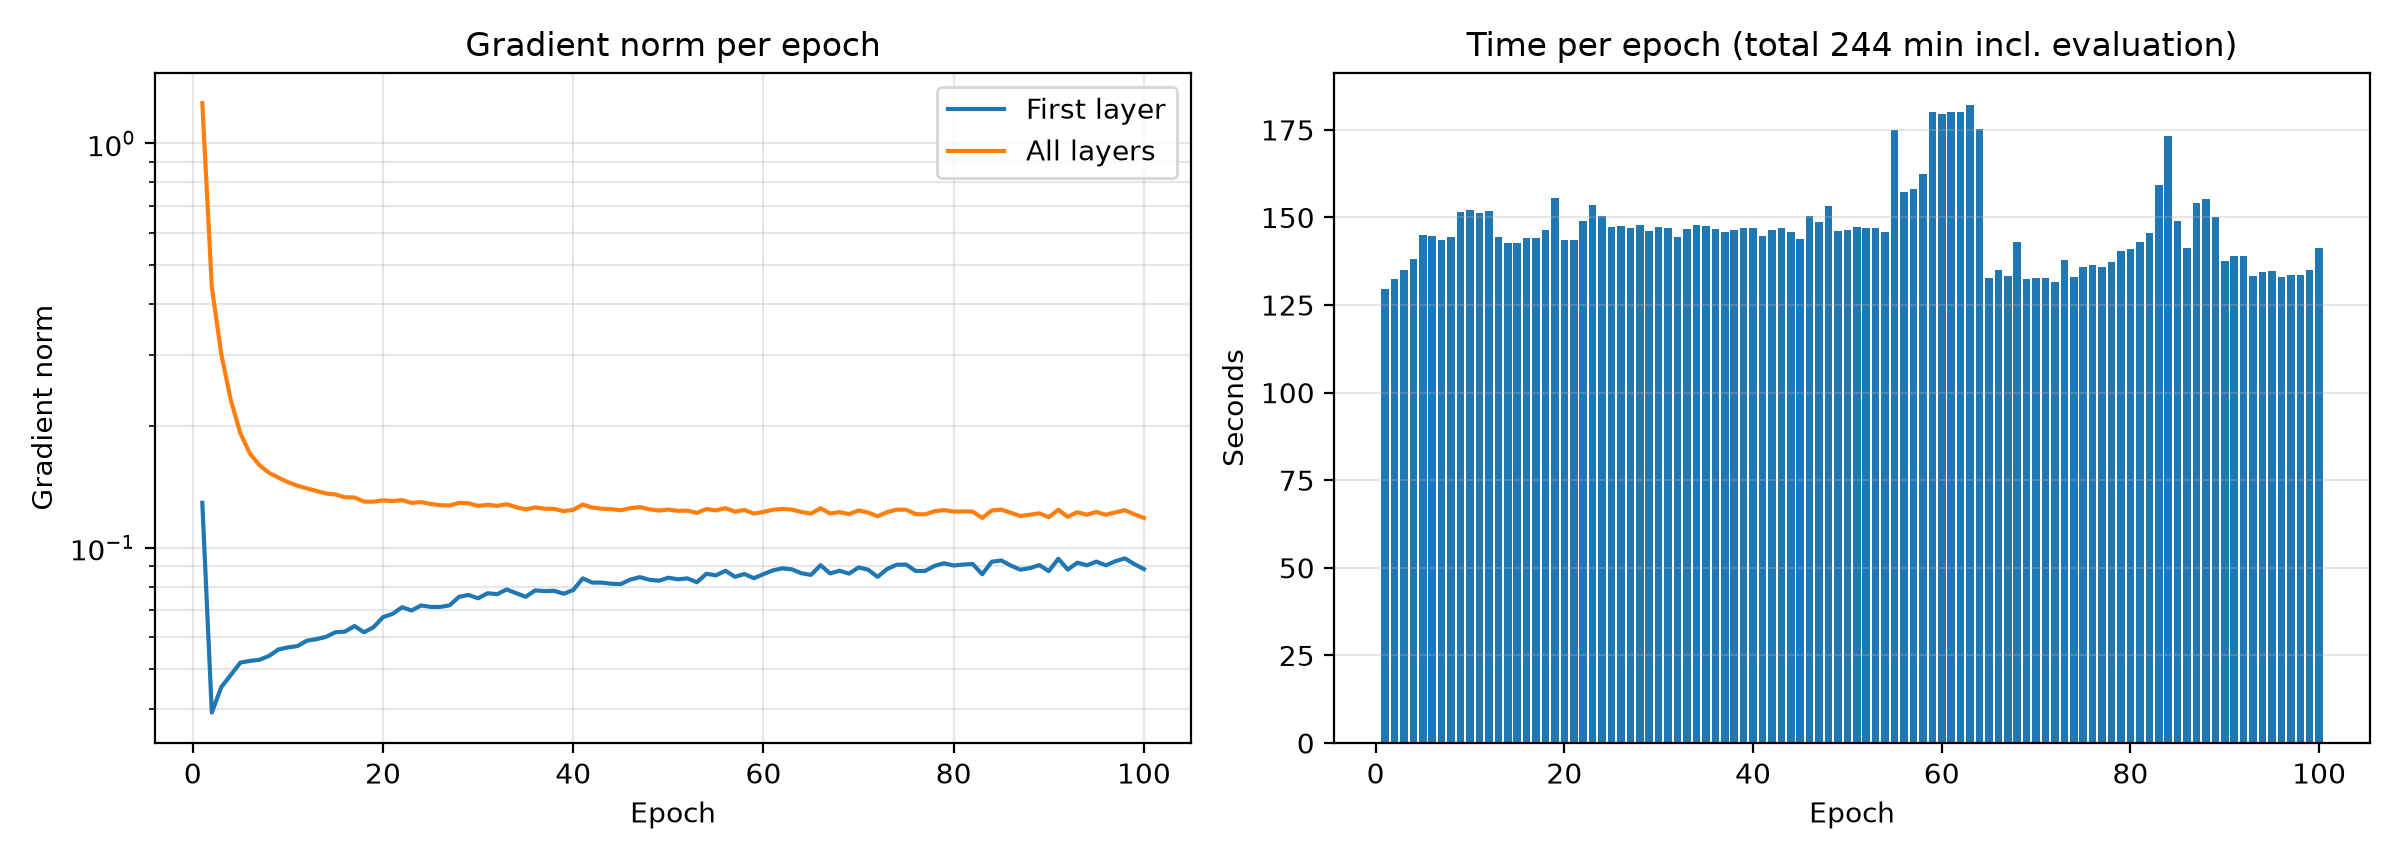 Gradient norm per epoch
10⁰
10⁻¹
Gradient norm
First layer
All layers
0 20 40 60 80 100
Epoch
Time per epoch (total 244 min incl. evaluation)
175
150
125
100
75
50
25
0
Seconds
0 20 40 60 80 100
Epoch